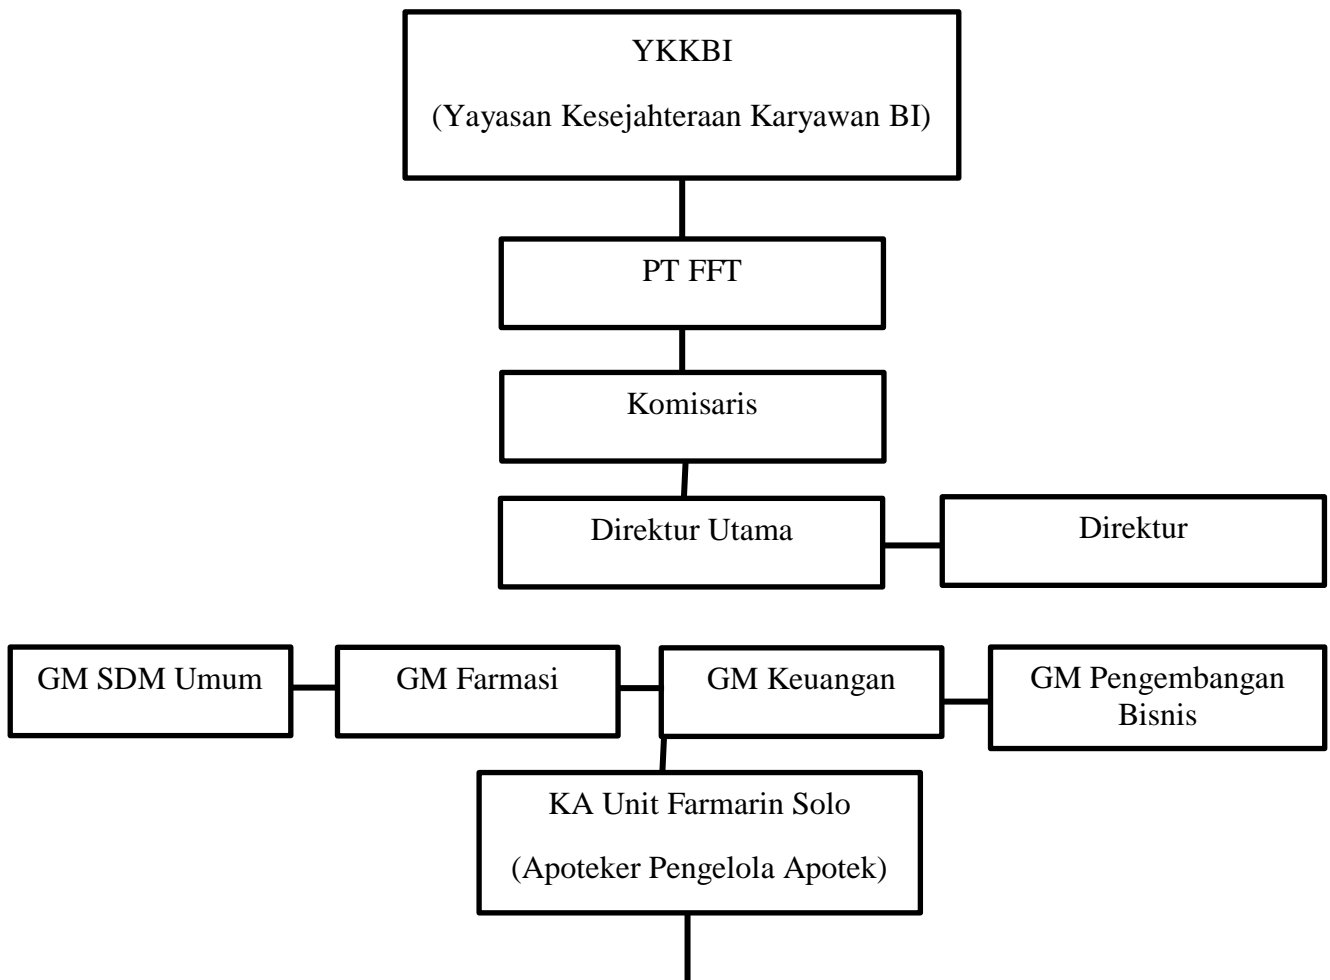 YKKBI
(Yayasan Kesejahteraan Karyawan BI)
PT FFT
Komisaris
Direktur Utama
Direktur
GM SDM Umum
GM Farmasi
GM Keuangan
GM Pengembangan
Bisnis
KA Unit Farmarin Solo
(Apoteker Pengelola Apotek)